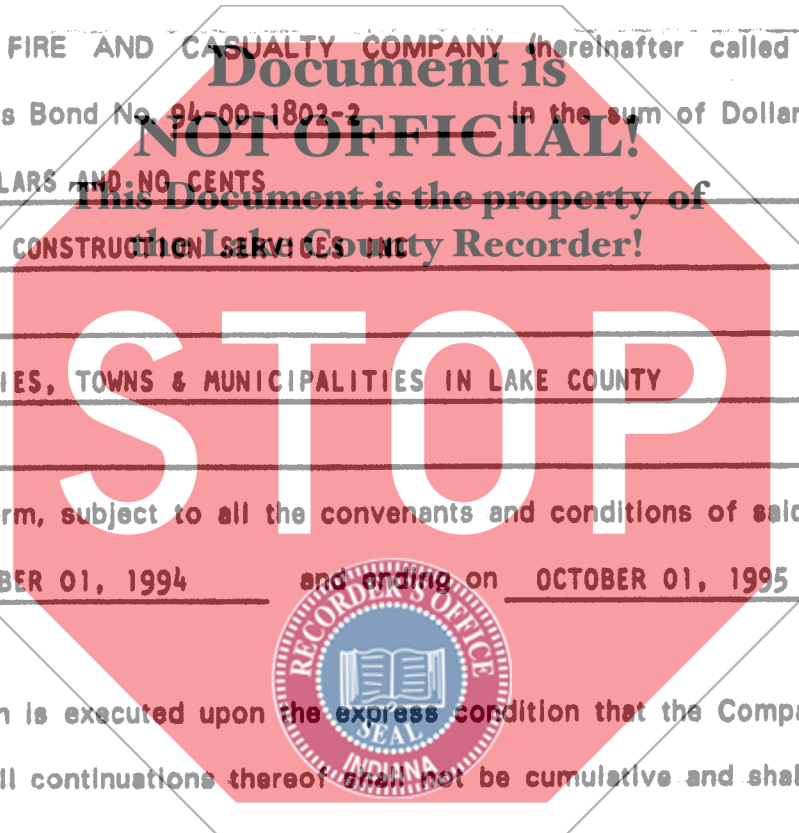 FIRE AND CASUALTY COMPANY (hereinafter called
Document is
s Bond No. 94-00-1802-2 in the sum of Dollar
NOT OFFICIAL!
LARS AND NO CENTS
This Document is the property of
the Lake County Recorder!
CONSTRUCTION SERVICES INC
STOP
IES, TOWNS & MUNICIPALITIES IN LAKE COUNTY
rm, subject to all the convenants and conditions of said
BER 01, 1994 and ending on OCTOBER 01, 1995
RECORDER'S OFFICE
SEAL
INDIANA
n is executed upon the express condition that the Compa
ll continuations thereof shall not be cumulative and shal